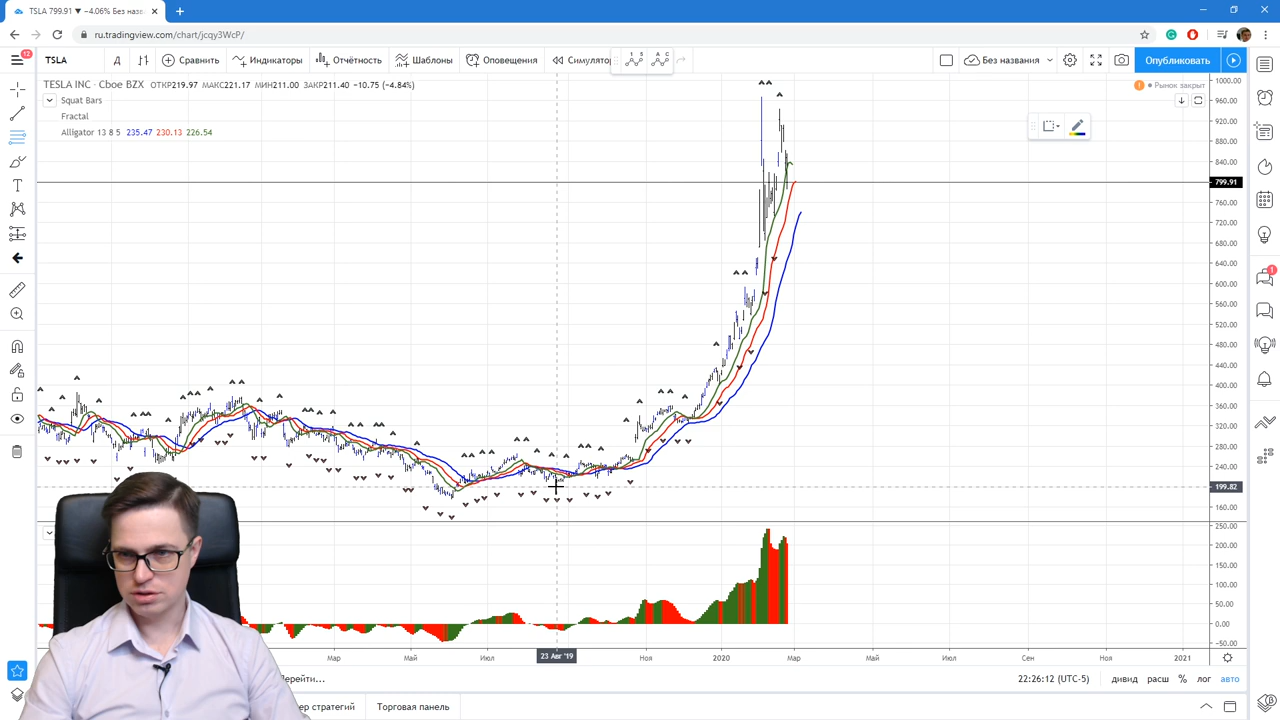 TSLA 799.91 ▼ −4.06% Без назв
ru.tradingview.com/chart/jcqy3WcP/
12
TSLA
Д
Сравнить
Индикаторы
Отчётность
Шаблоны
Оповещения
Симулятор
Без названия
Опубликовать
TESLA INC · Cboe BZX ОТКР219.97 МАКС221.17 МИН211.00 ЗАКР211.40 −10.75 (−4.84%)
Рынок закрыт
Squat Bars
Fractal
Alligator 13 8 5 235.47 230.13 226.54
1000.00
960.00
920.00
880.00
840.00
799.91
760.00
720.00
680.00
640.00
600.00
560.00
520.00
480.00
440.00
400.00
360.00
320.00
280.00
240.00
199.82
160.00
250.00
200.00
150.00
100.00
50.00
0.00
−50.00
1
Мар
Май
Июл
23 Авг '19
Ноя
2020
Мар
Май
Июл
Сен
Ноя
2021
Перейти...
22:26:12 (UTC-5)
дивид
расш
%
лог
авто
ер стратегий
Торговая панель